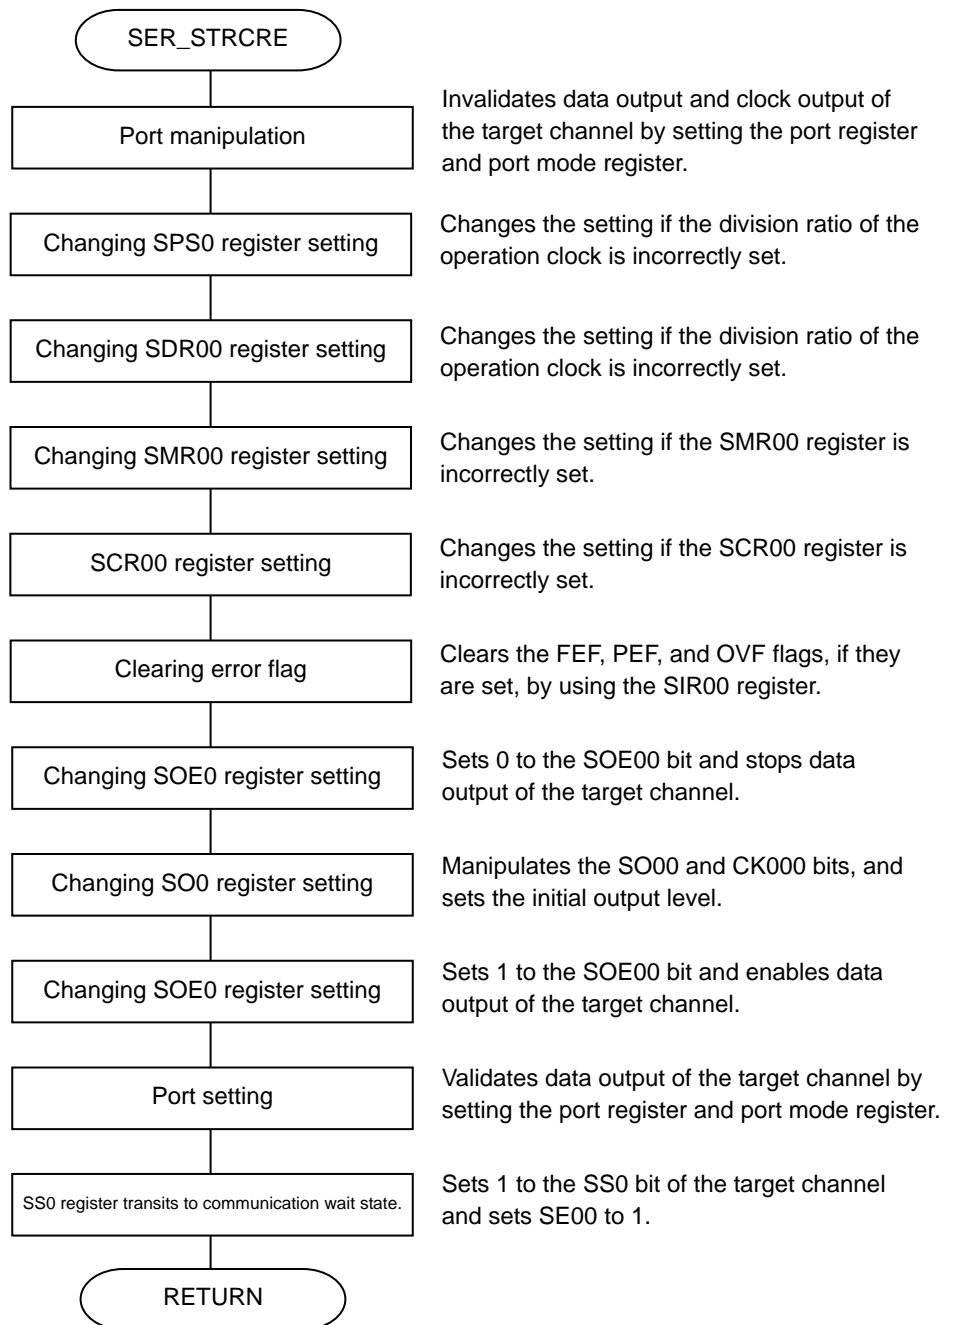 SER_STRCRE
Port manipulation
Invalidates data output and clock output of
the target channel by setting the port register
and port mode register.
Changing SPS0 register setting
Changes the setting if the division ratio of the
operation clock is incorrectly set.
Changing SDR00 register setting
Changes the setting if the division ratio of the
operation clock is incorrectly set.
Changing SMR00 register setting
Changes the setting if the SMR00 register is
incorrectly set.
SCR00 register setting
Changes the setting if the SCR00 register is
incorrectly set.
Clearing error flag
Clears the FEF, PEF, and OVF flags, if they
are set, by using the SIR00 register.
Changing SOE0 register setting
Sets 0 to the SOE00 bit and stops data
output of the target channel.
Changing SO0 register setting
Manipulates the SO00 and CK000 bits, and
sets the initial output level.
Changing SOE0 register setting
Sets 1 to the SOE00 bit and enables data
output of the target channel.
Port setting
Validates data output of the target channel by
setting the port register and port mode register.
SS0 register transits to communication wait state.
Sets 1 to the SS0 bit of the target channel
and sets SE00 to 1.
RETURN